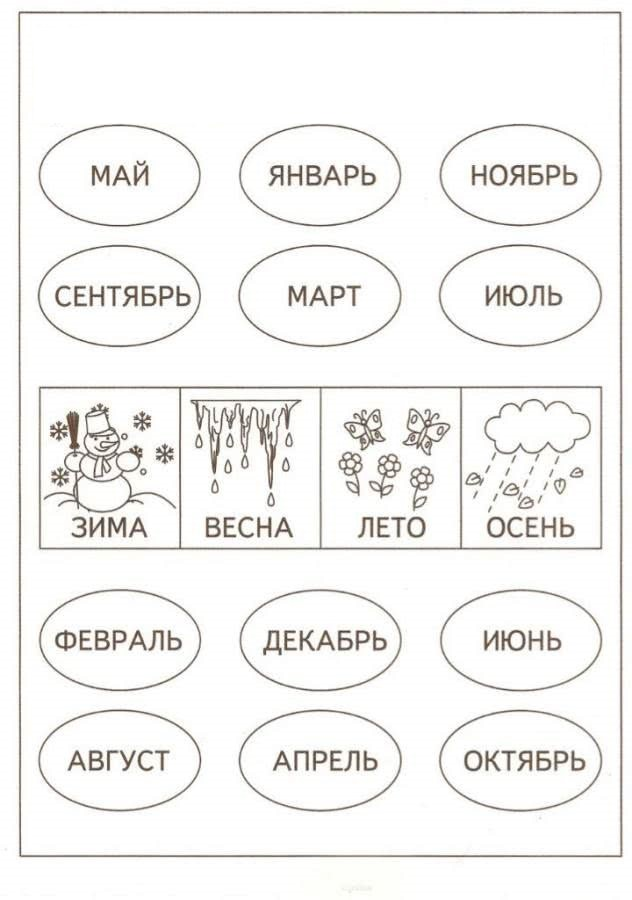 МАЙ ЯНВАРЬ НОЯБРЬ
СЕНТЯБРЬ МАРТ ИЮЛЬ
ЗИМА ВЕСНА ЛЕТО ОСЕНЬ
ФЕВРАЛЬ ДЕКАБРЬ ИЮНЬ
АВГУСТ АПРЕЛЬ ОКТЯБРЬ